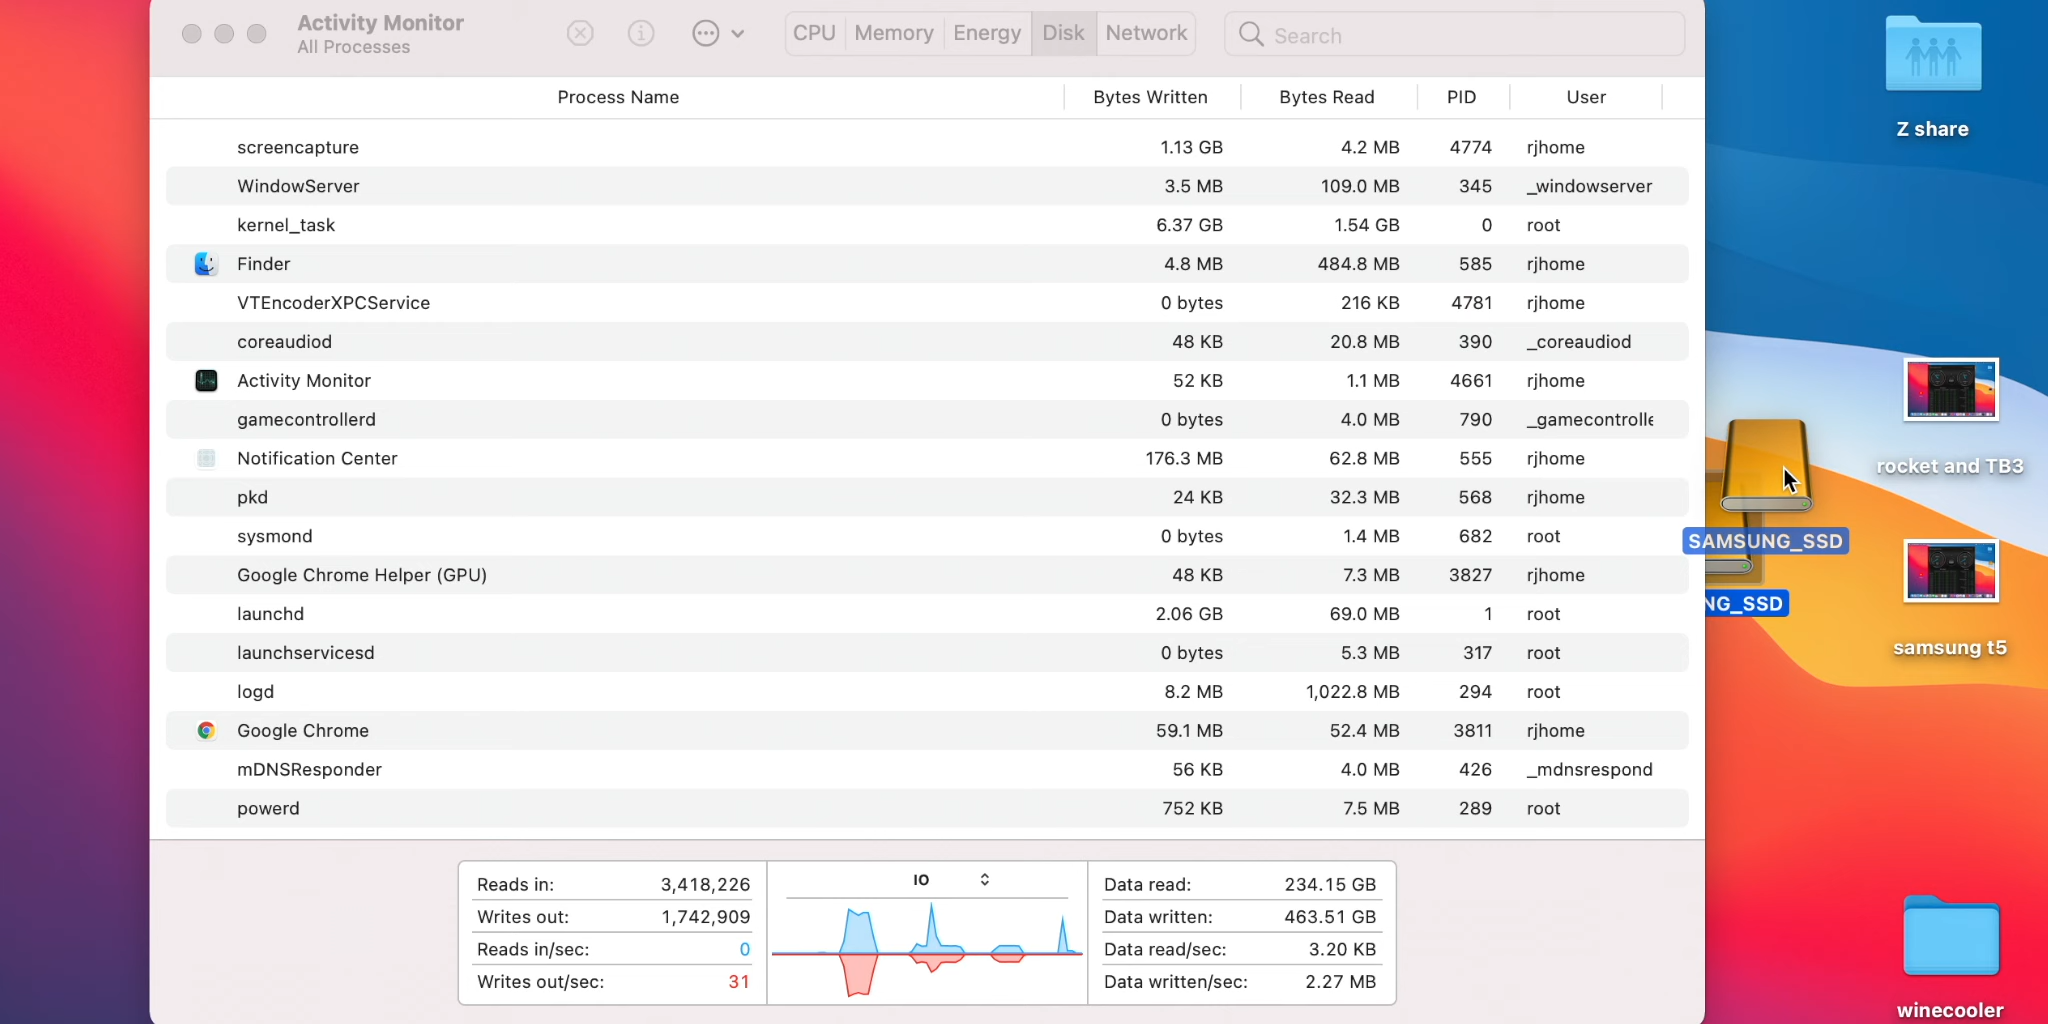 Activity Monitor
All Processes
CPU Memory Energy Disk Network
Search
Process Name Bytes Written Bytes Read PID User
screencapture 1.13 GB 4.2 MB 4774 rjhome
WindowServer 3.5 MB 109.0 MB 345 _windowserver
kernel_task 6.37 GB 1.54 GB 0 root
Finder 4.8 MB 484.8 MB 585 rjhome
VTEncoderXPCService 0 bytes 216 KB 4781 rjhome
coreaudiod 48 KB 20.8 MB 390 _coreaudiod
Activity Monitor 52 KB 1.1 MB 4661 rjhome
gamecontrollerd 0 bytes 4.0 MB 790 _gamecontrolle
Notification Center 176.3 MB 62.8 MB 555 rjhome
pkd 24 KB 32.3 MB 568 rjhome
sysmond 0 bytes 1.4 MB 682 root
Google Chrome Helper (GPU) 48 KB 7.3 MB 3827 rjhome
launchd 2.06 GB 69.0 MB 1 root
launchservicesd 0 bytes 5.3 MB 317 root
logd 8.2 MB 1,022.8 MB 294 root
Google Chrome 59.1 MB 52.4 MB 3811 rjhome
mDNSResponder 56 KB 4.0 MB 426 _mdnsrespond
powerd 752 KB 7.5 MB 289 root
Reads in: 3,418,226
Writes out: 1,742,909
Reads in/sec: 0
Writes out/sec: 31
IO
Data read: 234.15 GB
Data written: 463.51 GB
Data read/sec: 3.20 KB
Data written/sec: 2.27 MB
Z share
rocket and TB3
SAMSUNG_SSD
NG_SSD
samsung t5
winecooler